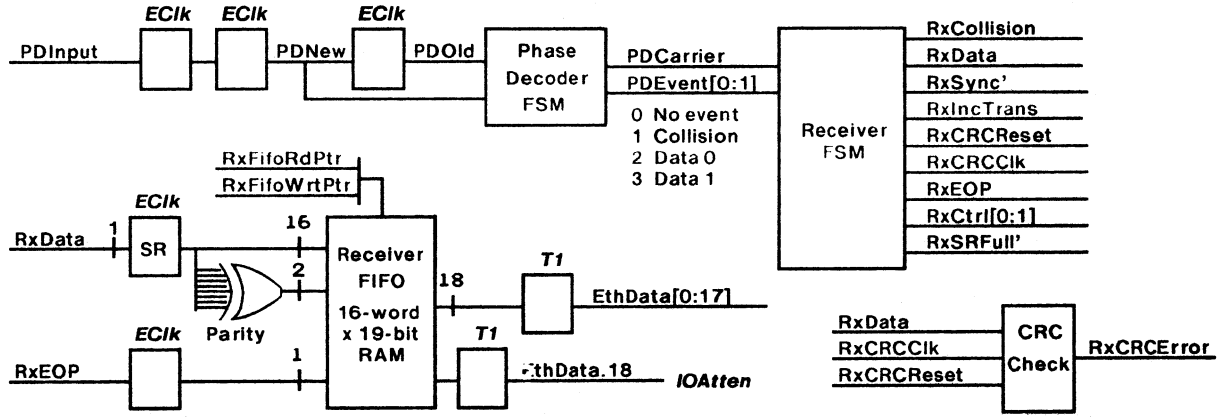 EClk EClk EClk
PDInput PDNew PDOld
Phase Decoder FSM
PDCarrier
PDEvent[0:1]
0 No event
1 Collision
2 Data 0
3 Data 1
Receiver FSM
RxCollision
RxData
RxSync'
RxIncTrans
RxCRCReset
RxCRCClk
RxEOP
RxCtrl[0:1]
RxSRFull'
RxFifoRdPtr
RxFifoWrtPtr
EClk
RxData 1 SR 16
2
Parity
Receiver FIFO
16-word x 19-bit RAM
18
T1
EthData[0:17]
EClk
RxEOP 1
T1
EthData.18 IOAtten
RxData
RxCRCClk
RxCRCReset
CRC Check
RxCRCError